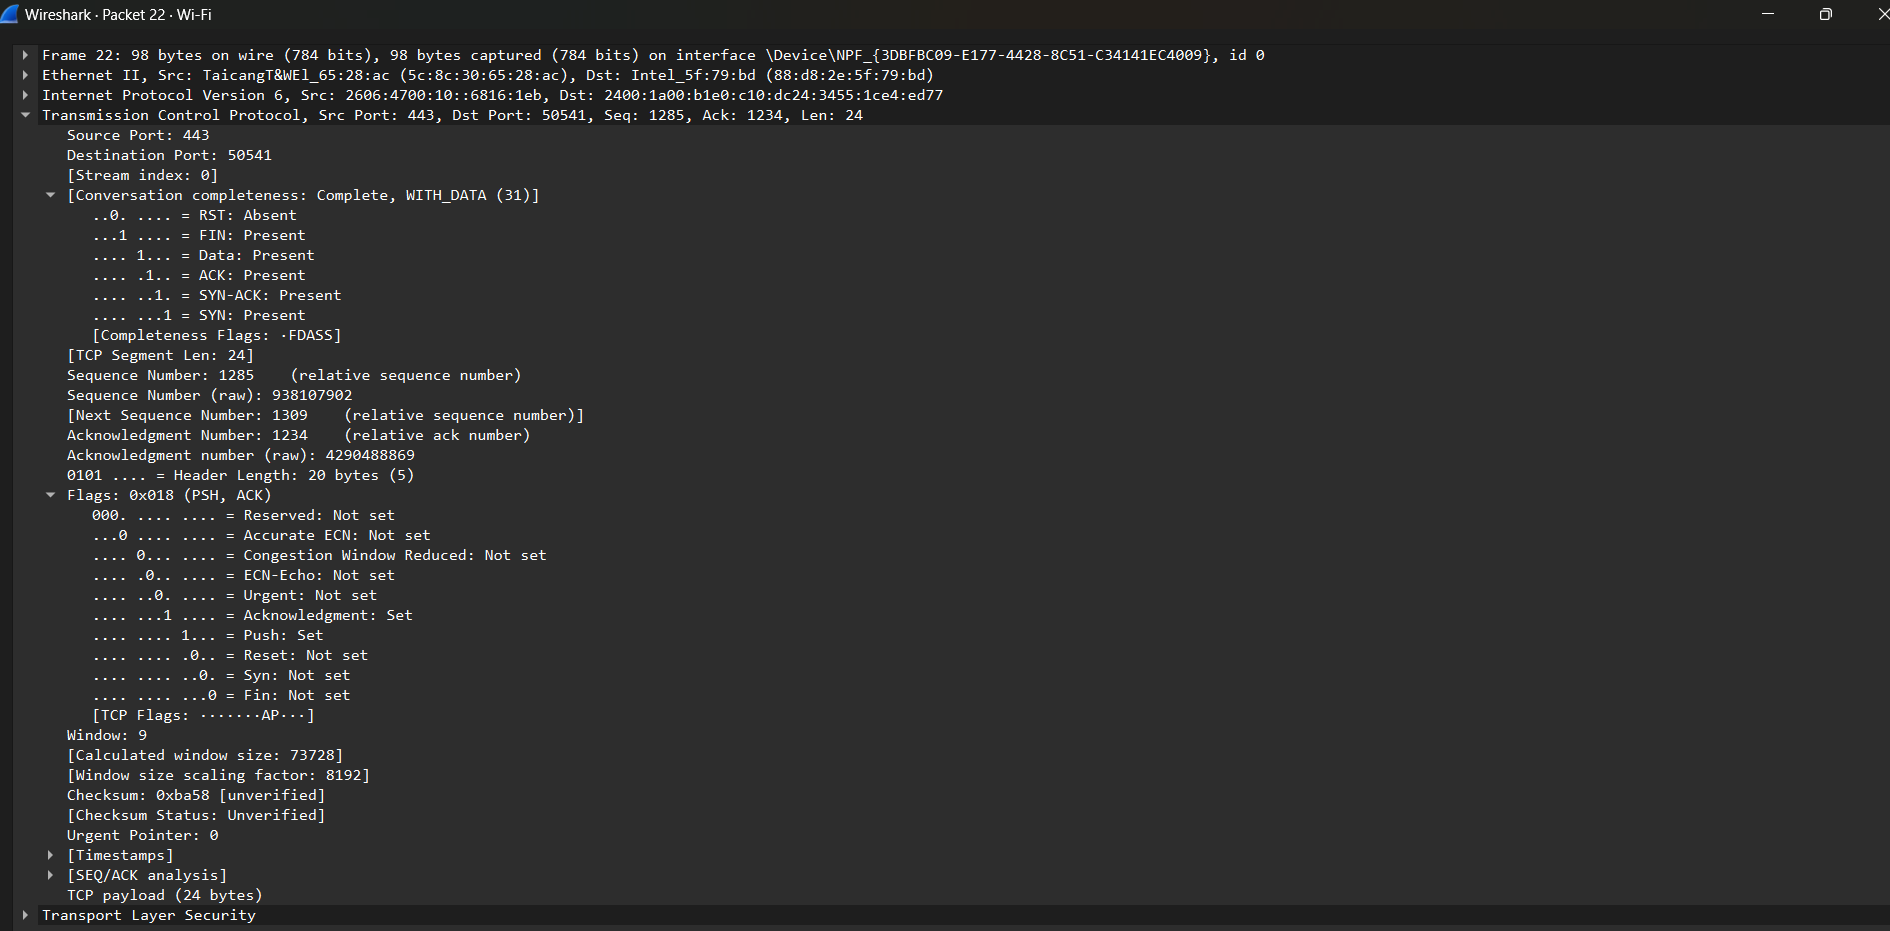 Wireshark · Packet 22 · Wi-Fi
Frame 22: 98 bytes on wire (784 bits), 98 bytes captured (784 bits) on interface \Device\NPF_{3DBFBC09-E177-4428-8C51-C34141EC4009}, id 0
Ethernet II, Src: TaicangT&WEl_65:28:ac (5c:8c:30:65:28:ac), Dst: Intel_5f:79:bd (88:d8:2e:5f:79:bd)
Internet Protocol Version 6, Src: 2606:4700:10::6816:1eb, Dst: 2400:1a00:b1e0:c10:dc24:3455:1ce4:ed77
Transmission Control Protocol, Src Port: 443, Dst Port: 50541, Seq: 1285, Ack: 1234, Len: 24
Source Port: 443
Destination Port: 50541
[Stream index: 0]
[Conversation completeness: Complete, WITH_DATA (31)]
..0. .... = RST: Absent
...1 .... = FIN: Present
.... 1... = Data: Present
.... .1.. = ACK: Present
.... ..1. = SYN-ACK: Present
.... ...1 = SYN: Present
[Completeness Flags: ·FDASS]
[TCP Segment Len: 24]
Sequence Number: 1285    (relative sequence number)
Sequence Number (raw): 938107902
[Next Sequence Number: 1309    (relative sequence number)]
Acknowledgment Number: 1234    (relative ack number)
Acknowledgment number (raw): 4290488869
0101 .... = Header Length: 20 bytes (5)
Flags: 0x018 (PSH, ACK)
000. .... .... = Reserved: Not set
...0 .... .... = Accurate ECN: Not set
.... 0... .... = Congestion Window Reduced: Not set
.... .0.. .... = ECN-Echo: Not set
.... ..0. .... = Urgent: Not set
.... ...1 .... = Acknowledgment: Set
.... .... 1... = Push: Set
.... .... .0.. = Reset: Not set
.... .... ..0. = Syn: Not set
.... .... ...0 = Fin: Not set
[TCP Flags: ·······AP···]
Window: 9
[Calculated window size: 73728]
[Window size scaling factor: 8192]
Checksum: 0xba58 [unverified]
[Checksum Status: Unverified]
Urgent Pointer: 0
[Timestamps]
[SEQ/ACK analysis]
TCP payload (24 bytes)
Transport Layer Security